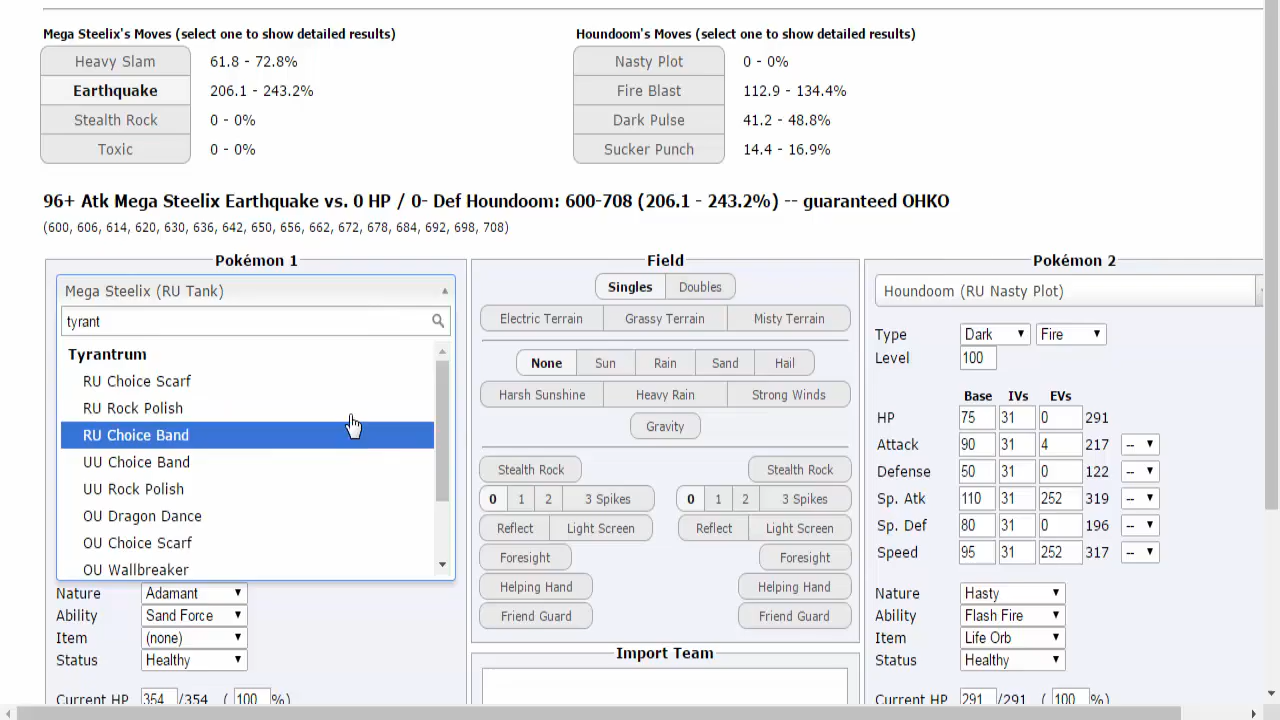 Mega Steelix's Moves (select one to show detailed results)
Heavy Slam 61.8 - 72.8%
Earthquake 206.1 - 243.2%
Stealth Rock 0 - 0%
Toxic 0 - 0%
Houndoom's Moves (select one to show detailed results)
Nasty Plot 0 - 0%
Fire Blast 112.9 - 134.4%
Dark Pulse 41.2 - 48.8%
Sucker Punch 14.4 - 16.9%
96+ Atk Mega Steelix Earthquake vs. 0 HP / 0- Def Houndoom: 600-708 (206.1 - 243.2%) -- guaranteed OHKO
(600, 606, 614, 620, 630, 636, 642, 650, 656, 662, 672, 678, 684, 692, 698, 708)
Pokémon 1
Mega Steelix (RU Tank)
tyrant
Tyrantrum
RU Choice Scarf
RU Rock Polish
RU Choice Band
UU Choice Band
UU Rock Polish
OU Dragon Dance
OU Choice Scarf
OU Wallbreaker
Nature Adamant
Ability Sand Force
Item (none)
Status Healthy
Current HP 354 /354 ( 100 %)
Field
Singles Doubles
Electric Terrain Grassy Terrain Misty Terrain
None Sun Rain Sand Hail
Harsh Sunshine Heavy Rain Strong Winds
Gravity
Stealth Rock Stealth Rock
0 1 2 3 Spikes 0 1 2 3 Spikes
Reflect Light Screen Reflect Light Screen
Foresight Foresight
Helping Hand Helping Hand
Friend Guard Friend Guard
Import Team
Pokémon 2
Houndoom (RU Nasty Plot)
Type Dark Fire
Level 100
Base IVs EVs
HP 75 31 0 291
Attack 90 31 4 217 --
Defense 50 31 0 122 --
Sp. Atk 110 31 252 319 --
Sp. Def 80 31 0 196 --
Speed 95 31 252 317 --
Nature Hasty
Ability Flash Fire
Item Life Orb
Status Healthy
Current HP 291 /291 ( 100 %)